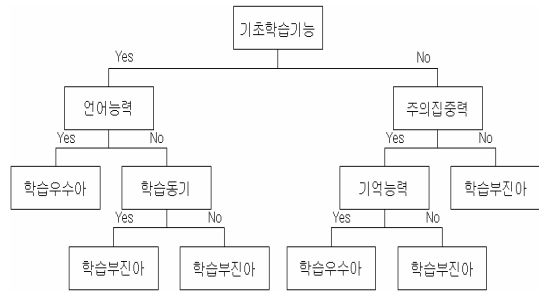 기초학습기능
Yes
No
언어능력
주의집중력
Yes
No
Yes
No
학습우수아
학습동기
기억능력
학습부진아
Yes
No
Yes
No
학습부진아
학습부진아
학습우수아
학습부진아